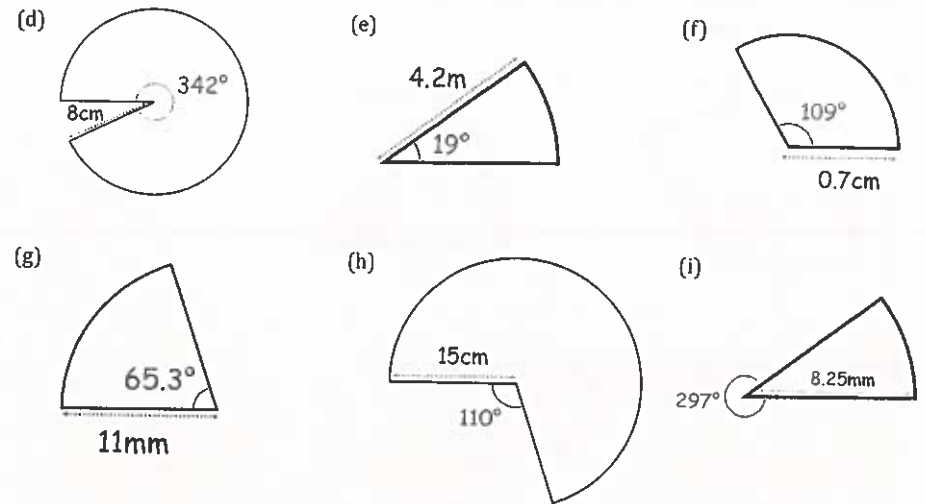 (d)
342°
8cm
(e)
4.2m
19°
(f)
109°
0.7cm
(g)
65.3°
11mm
(h)
15cm
110°
(i)
8.25mm
297°